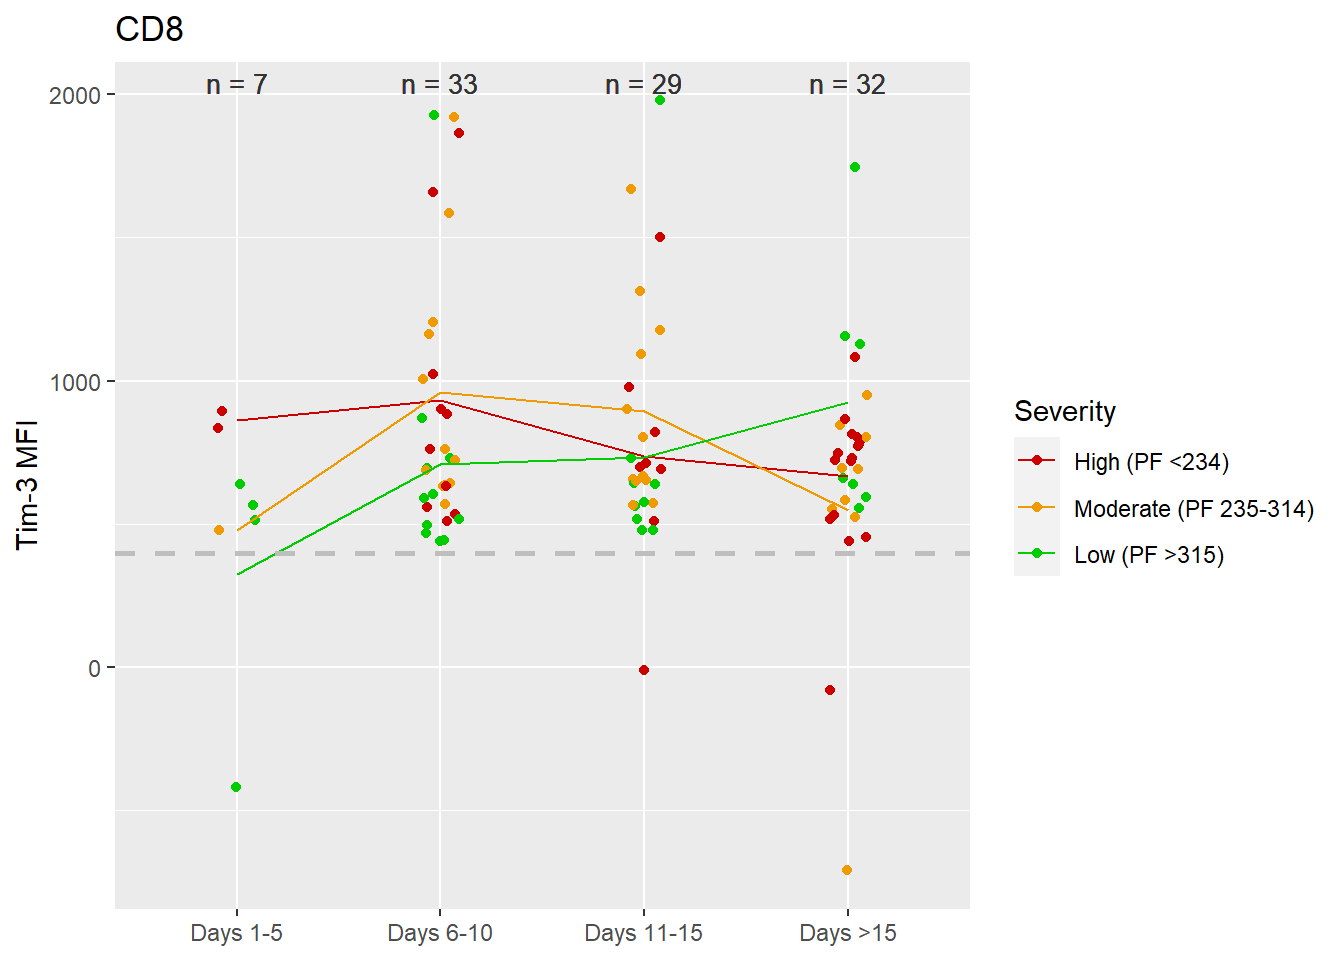 CD8
n = 7
n = 33
n = 29
n = 32
2000
1000
0
Tim-3 MFI
Days 1-5
Days 6-10
Days 11-15
Days >15
Severity
High (PF <234)
Moderate (PF 235-314)
Low (PF >315)